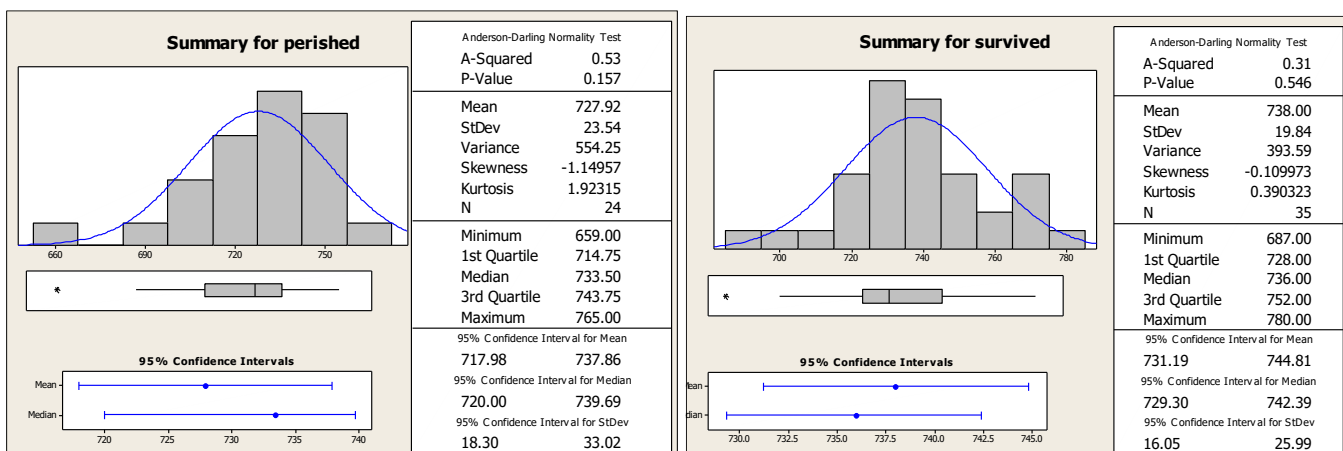 Summary for perished
660 690 720 750
95% Confidence Intervals
Mean
Median
720 725 730 735 740
Anderson-Darling Normality Test
A-Squared 0.53
P-Value 0.157
Mean 727.92
StDev 23.54
Variance 554.25
Skewness -1.14957
Kurtosis 1.92315
N 24
Minimum 659.00
1st Quartile 714.75
Median 733.50
3rd Quartile 743.75
Maximum 765.00
95% Confidence Interval for Mean
717.98 737.86
95% Confidence Interval for Median
720.00 739.69
95% Confidence Interval for StDev
18.30 33.02
Summary for survived
700 720 740 760 780
95% Confidence Intervals
Mean
dian
730.0 732.5 735.0 737.5 740.0 742.5 745.0
Anderson-Darling Normality Test
A-Squared 0.31
P-Value 0.546
Mean 738.00
StDev 19.84
Variance 393.59
Skewness -0.109973
Kurtosis 0.390323
N 35
Minimum 687.00
1st Quartile 728.00
Median 736.00
3rd Quartile 752.00
Maximum 780.00
95% Confidence Interval for Mean
731.19 744.81
95% Confidence Interval for Median
729.30 742.39
95% Confidence Interval for StDev
16.05 25.99